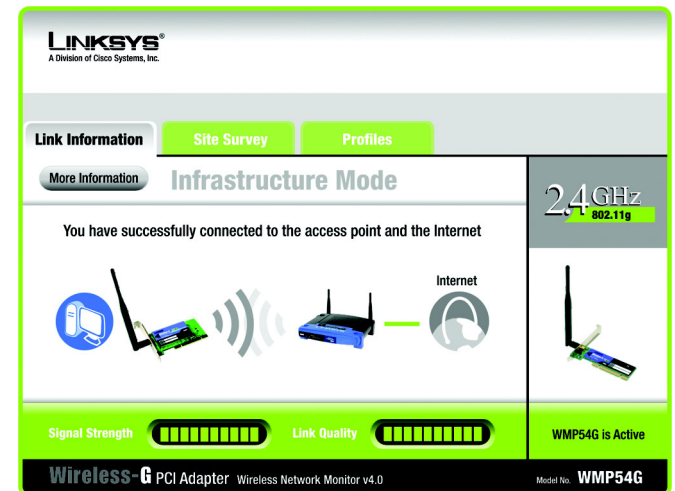 LINKSYS®
A Division of Cisco Systems, Inc.
Link Information
Site Survey
Profiles
More Information
Infrastructure Mode
2.4GHz
802.11g
You have successfully connected to the access point and the Internet
Internet
Signal Strength
Link Quality
WMP54G is Active
Wireless-G PCI Adapter Wireless Network Monitor v4.0
Model No. WMP54G